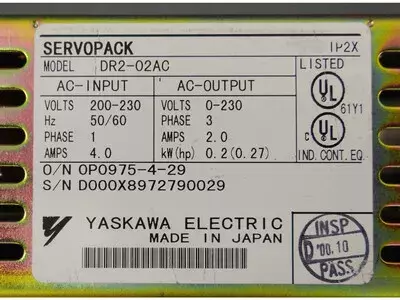 SERVOPACK IP2X
MODEL DR2-02AC LISTED
AC-INPUT AC-OUTPUT
UL
VOLTS 200-230 VOLTS 0-230
61Y1
Hz 50/60 PHASE 3
c UL
PHASE 1 AMPS 2.0
AMPS 4.0 kW(hp) 0.2(0.27) IND.CONT.EQ.
O/N 0P0975-4-29
S/N D000X8972790029
YASKAWA ELECTRIC
MADE IN JAPAN
INSP
D '00.10
PASS